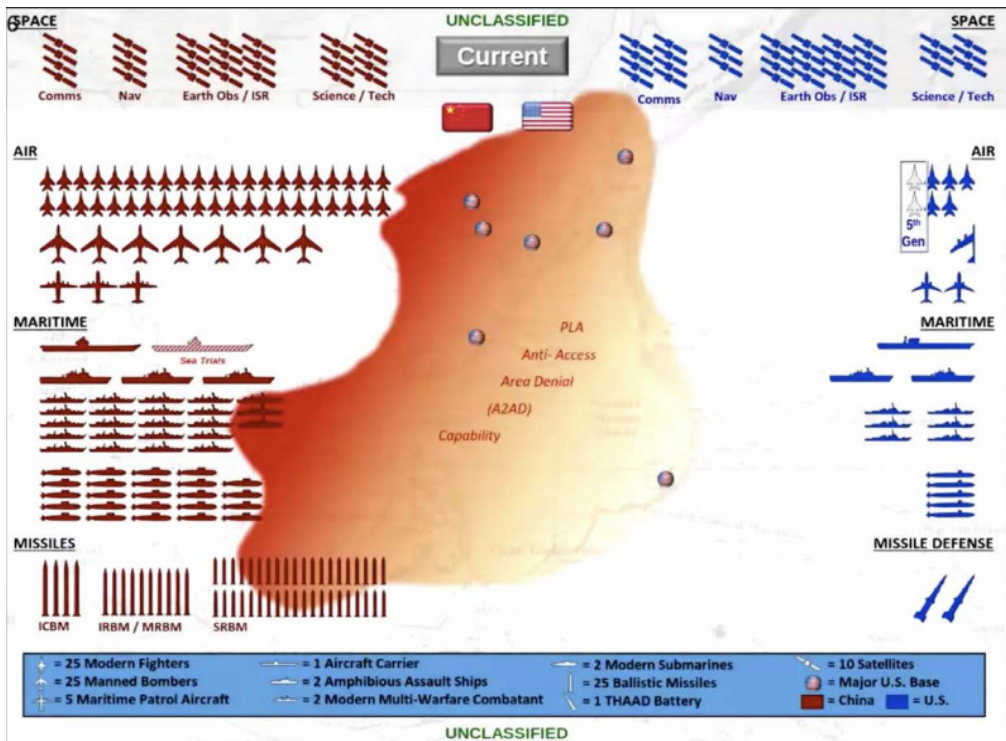 6
UNCLASSIFIED
SPACE
SPACE
Current
Comms Nav Earth Obs / ISR Science / Tech
Comms Nav Earth Obs / ISR Science / Tech
AIR
AIR
5th
Gen
MARITIME
MARITIME
Sea Trials
PLA
Anti- Access
Area Denial
(A2AD)
Capability
MISSILES
MISSILE DEFENSE
ICBM
IRBM / MRBM
SRBM
= 25 Modern Fighters
= 25 Manned Bombers
= 5 Maritime Patrol Aircraft
= 1 Aircraft Carrier
= 2 Amphibious Assault Ships
= 2 Modern Multi-Warfare Combatant
= 2 Modern Submarines
= 25 Ballistic Missiles
= 1 THAAD Battery
= 10 Satellites
= Major U.S. Base
= China
= U.S.
UNCLASSIFIED